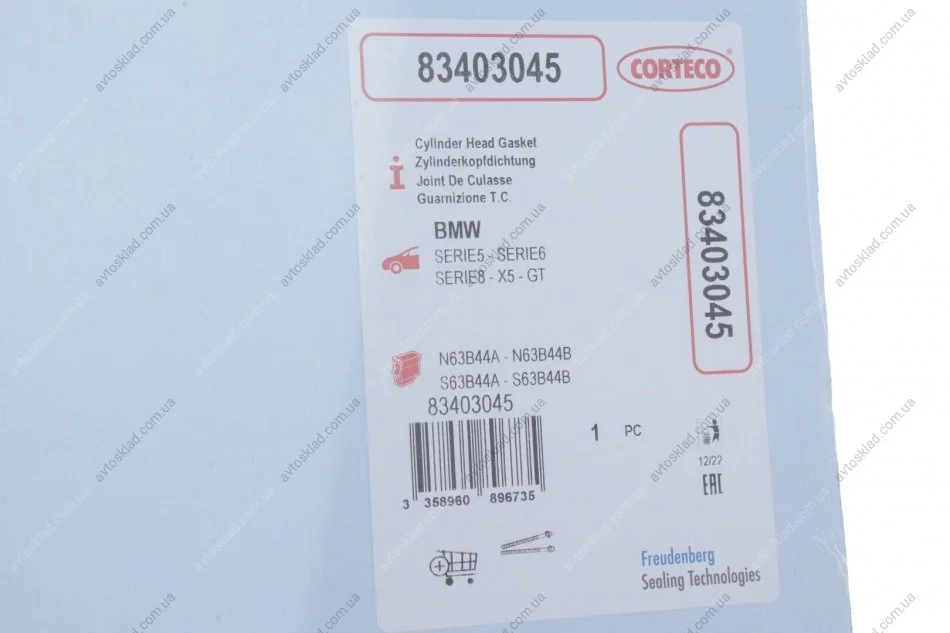 83403045
CORTECO®
Cylinder Head Gasket
Zylinderkopfdichtung
Joint De Culasse
Guarnizione T.C.
83403045
BMW
SERIE5 - SERIE6
SERIE8 - X5 - GT
N63B44A - N63B44B
S63B44A - S63B44B
83403045
1 PC
12/22
EAC
3 358960 896735
Freudenberg
Sealing Technologies
avtosklad.com.ua